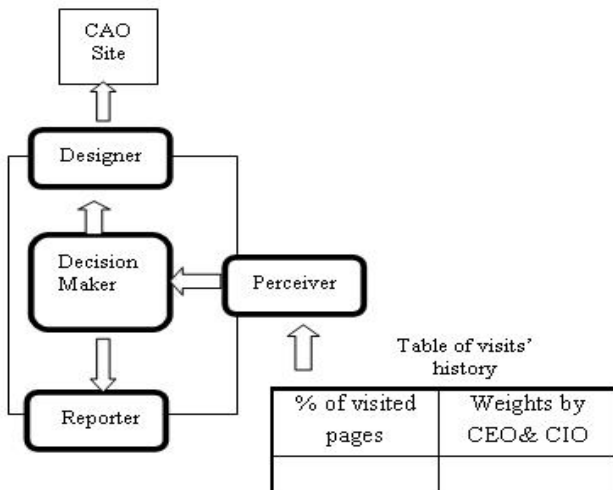 CAO
Site
Designer
Decision
Maker
Perceiver
Reporter
Table of visits'
history
% of visited
pages
Weights by
CEO& CIO